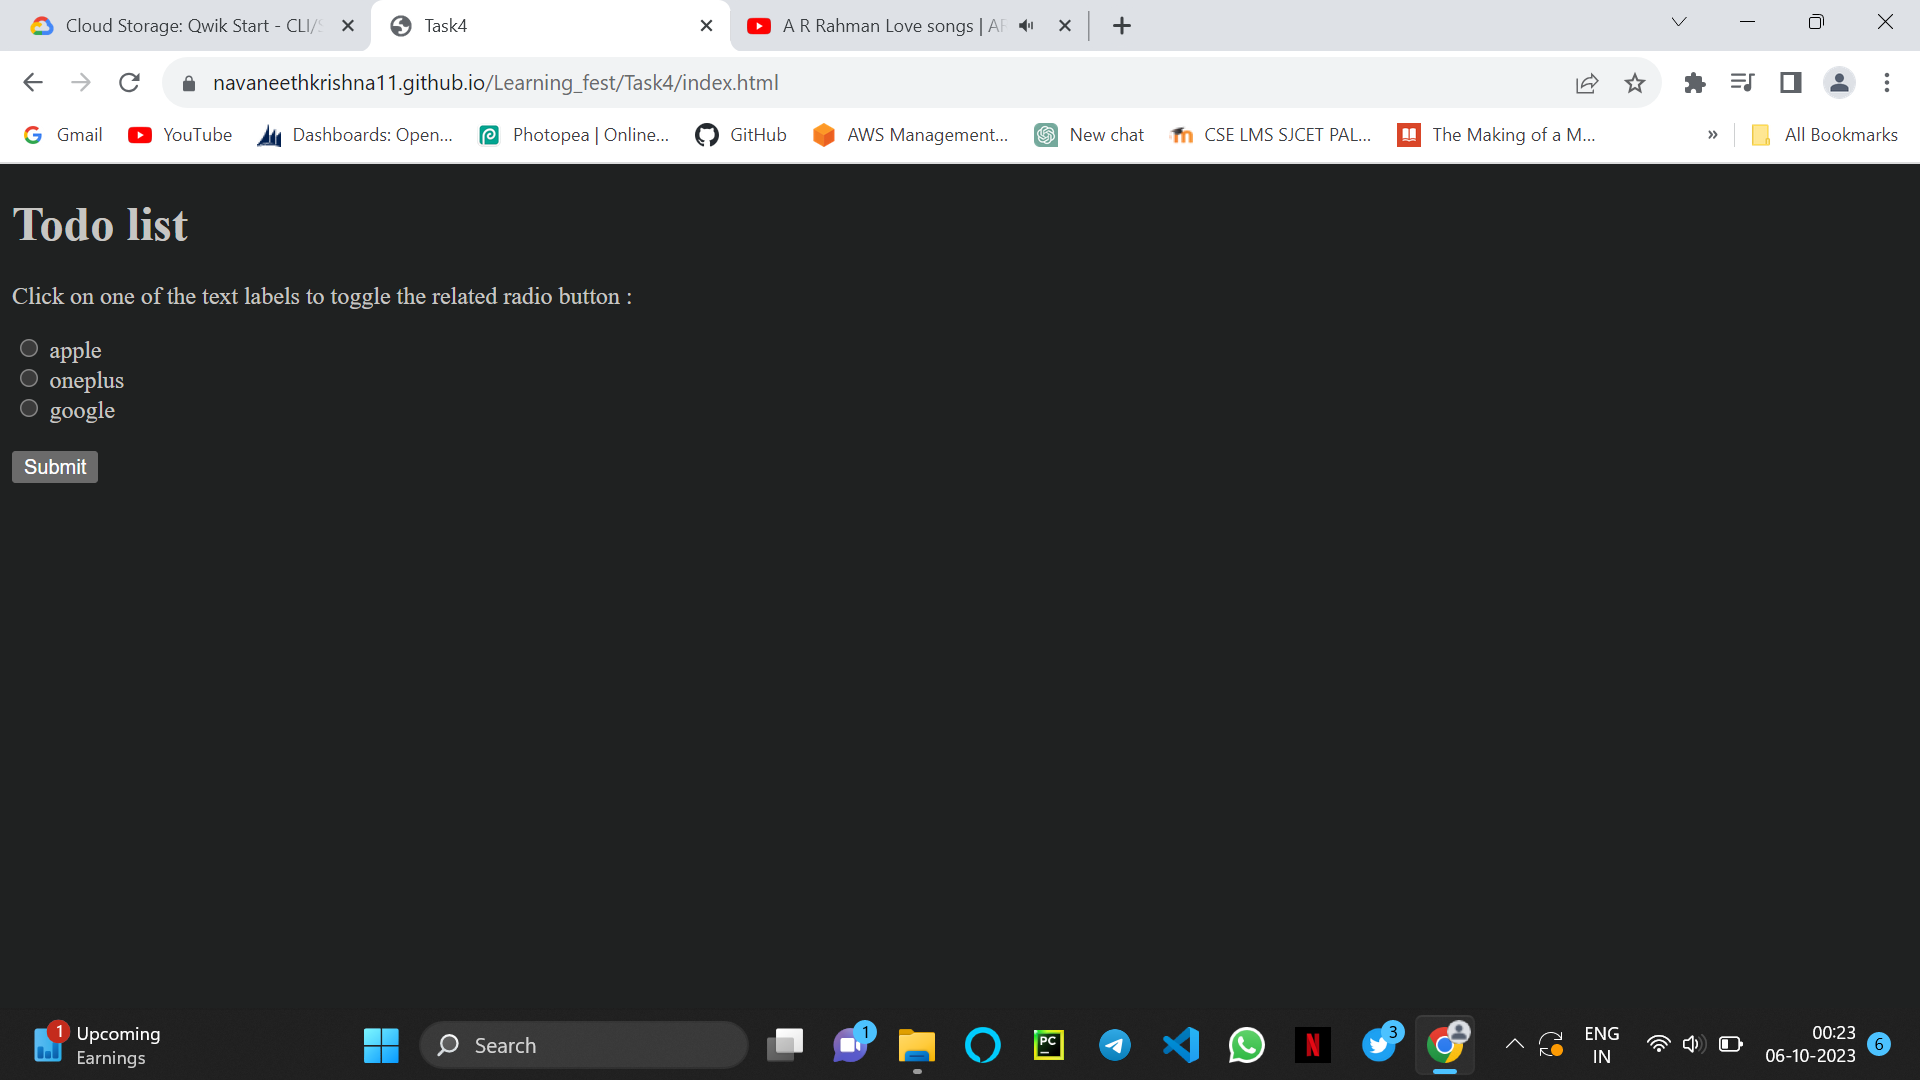 Cloud Storage: Qwik Start - CLI/S
Task4
A R Rahman Love songs | AR
navaneethkrishna11.github.io/Learning_fest/Task4/index.html
Gmail
YouTube
Dashboards: Open...
Photopea | Online...
GitHub
AWS Management...
New chat
CSE LMS SJCET PAL...
The Making of a M...
»
All Bookmarks
Todo list
Click on one of the text labels to toggle the related radio button :
apple
oneplus
google
Submit
1
Upcoming
Earnings
Search
1
PC
N
3
ENG
IN
00:23
06-10-2023
6